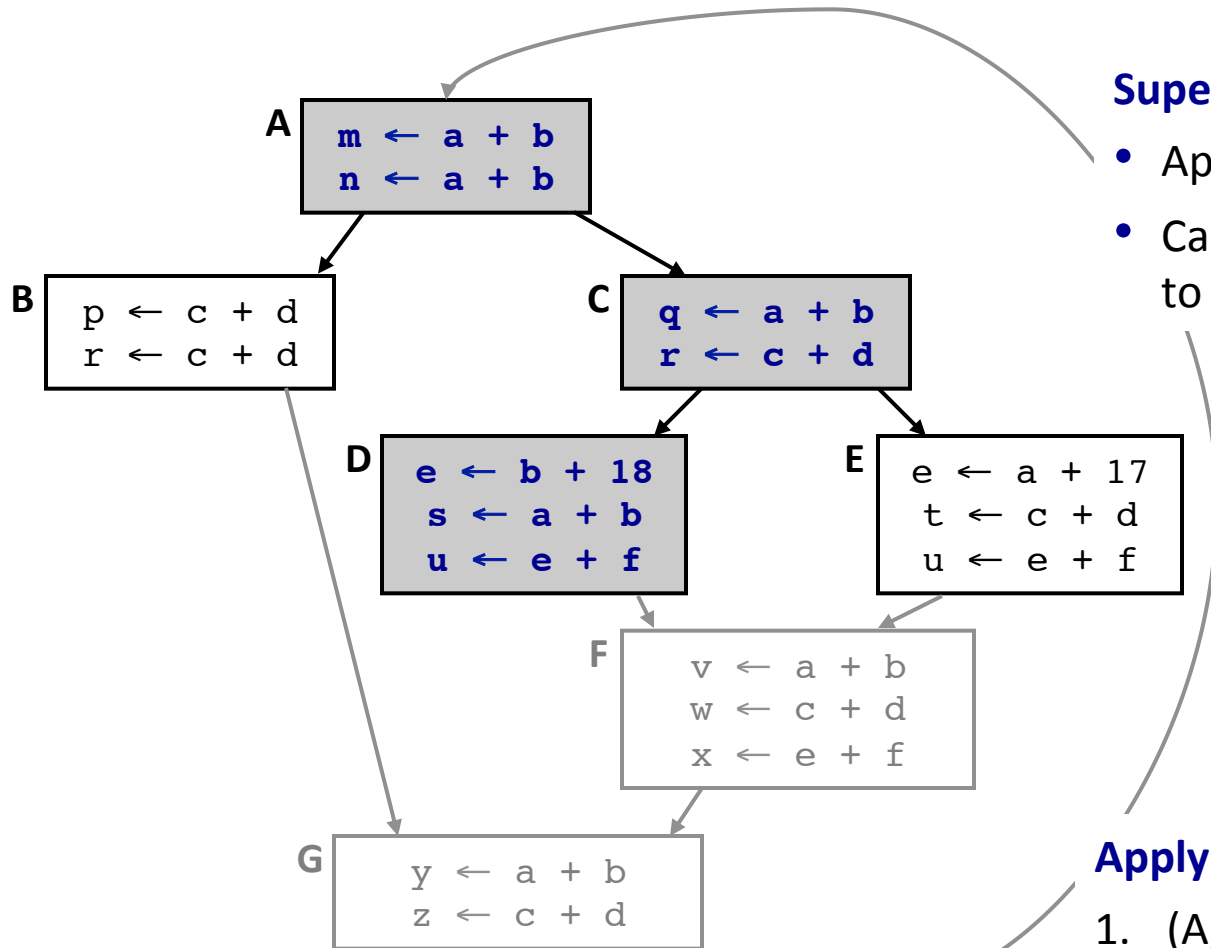 A
m ← a + b
n ← a + b
B
p ← c + d
r ← c + d
C
q ← a + b
r ← c + d
D
e ← b + 18
s ← a + b
u ← e + f
E
e ← a + 17
t ← c + d
u ← e + f
F
v ← a + b
w ← c + d
x ← e + f
G
y ← a + b
z ← c + d
Supe
• Ap
• Ca
to
Apply
1. (A